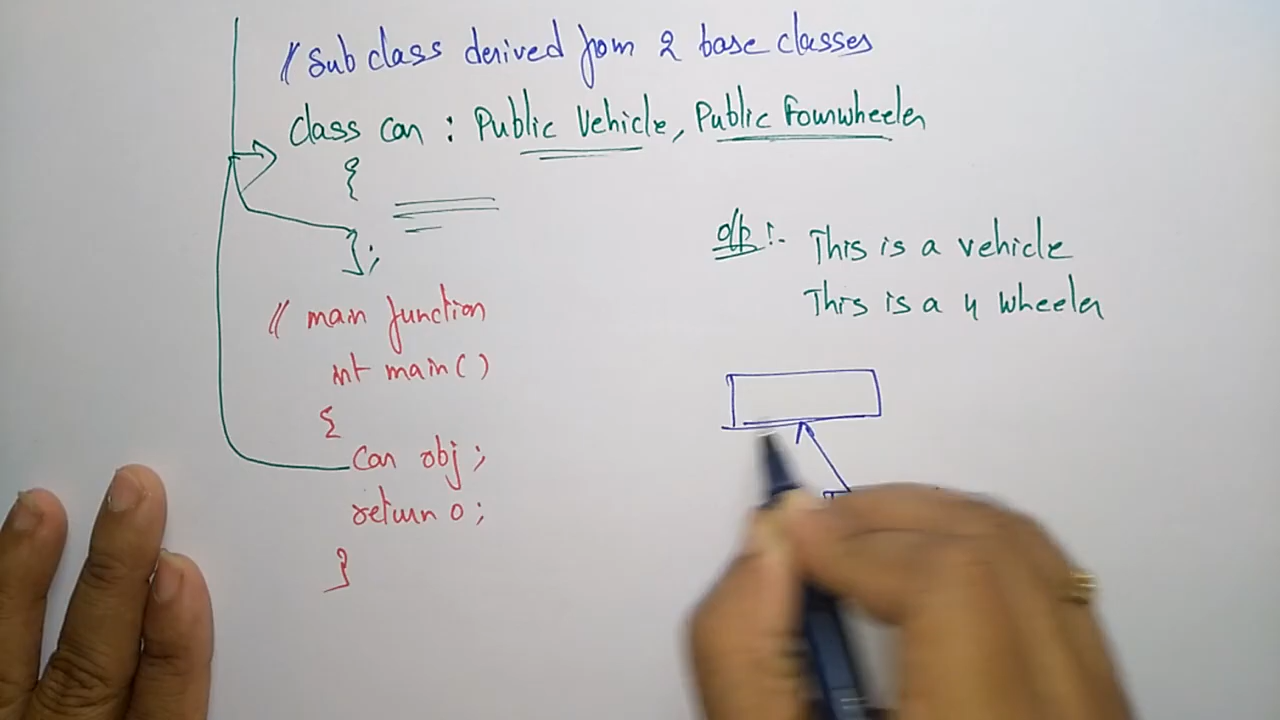 // Sub class derived from 2 base classes
class car : Public Vehicle, Public Fourwheeler
{
};
o/p :- This is a vehicle
This is a 4 wheeler
// main function
int main()
{
car obj ;
return 0 ;
}